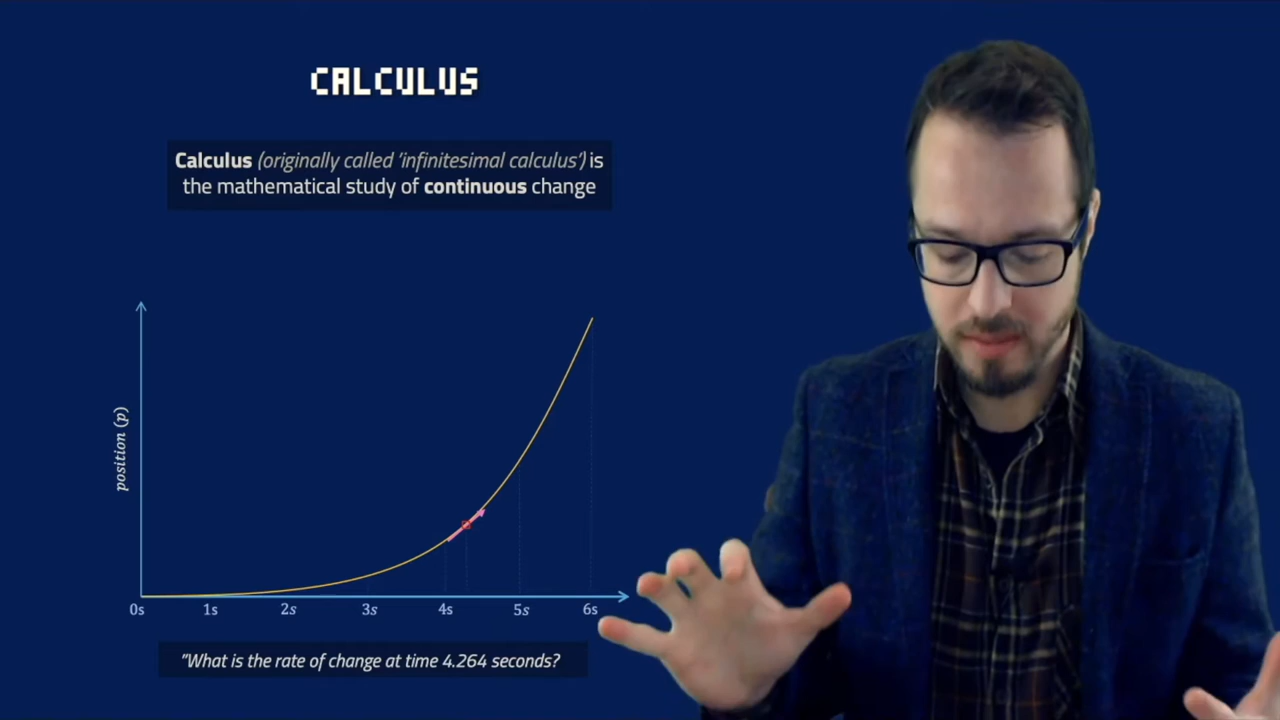 CALCULUS
Calculus (originally called 'infinitesimal calculus') is
the mathematical study of continuous change
position (p)
0s 1s 2s 3s 4s 5s 6s
"What is the rate of change at time 4.264 seconds?